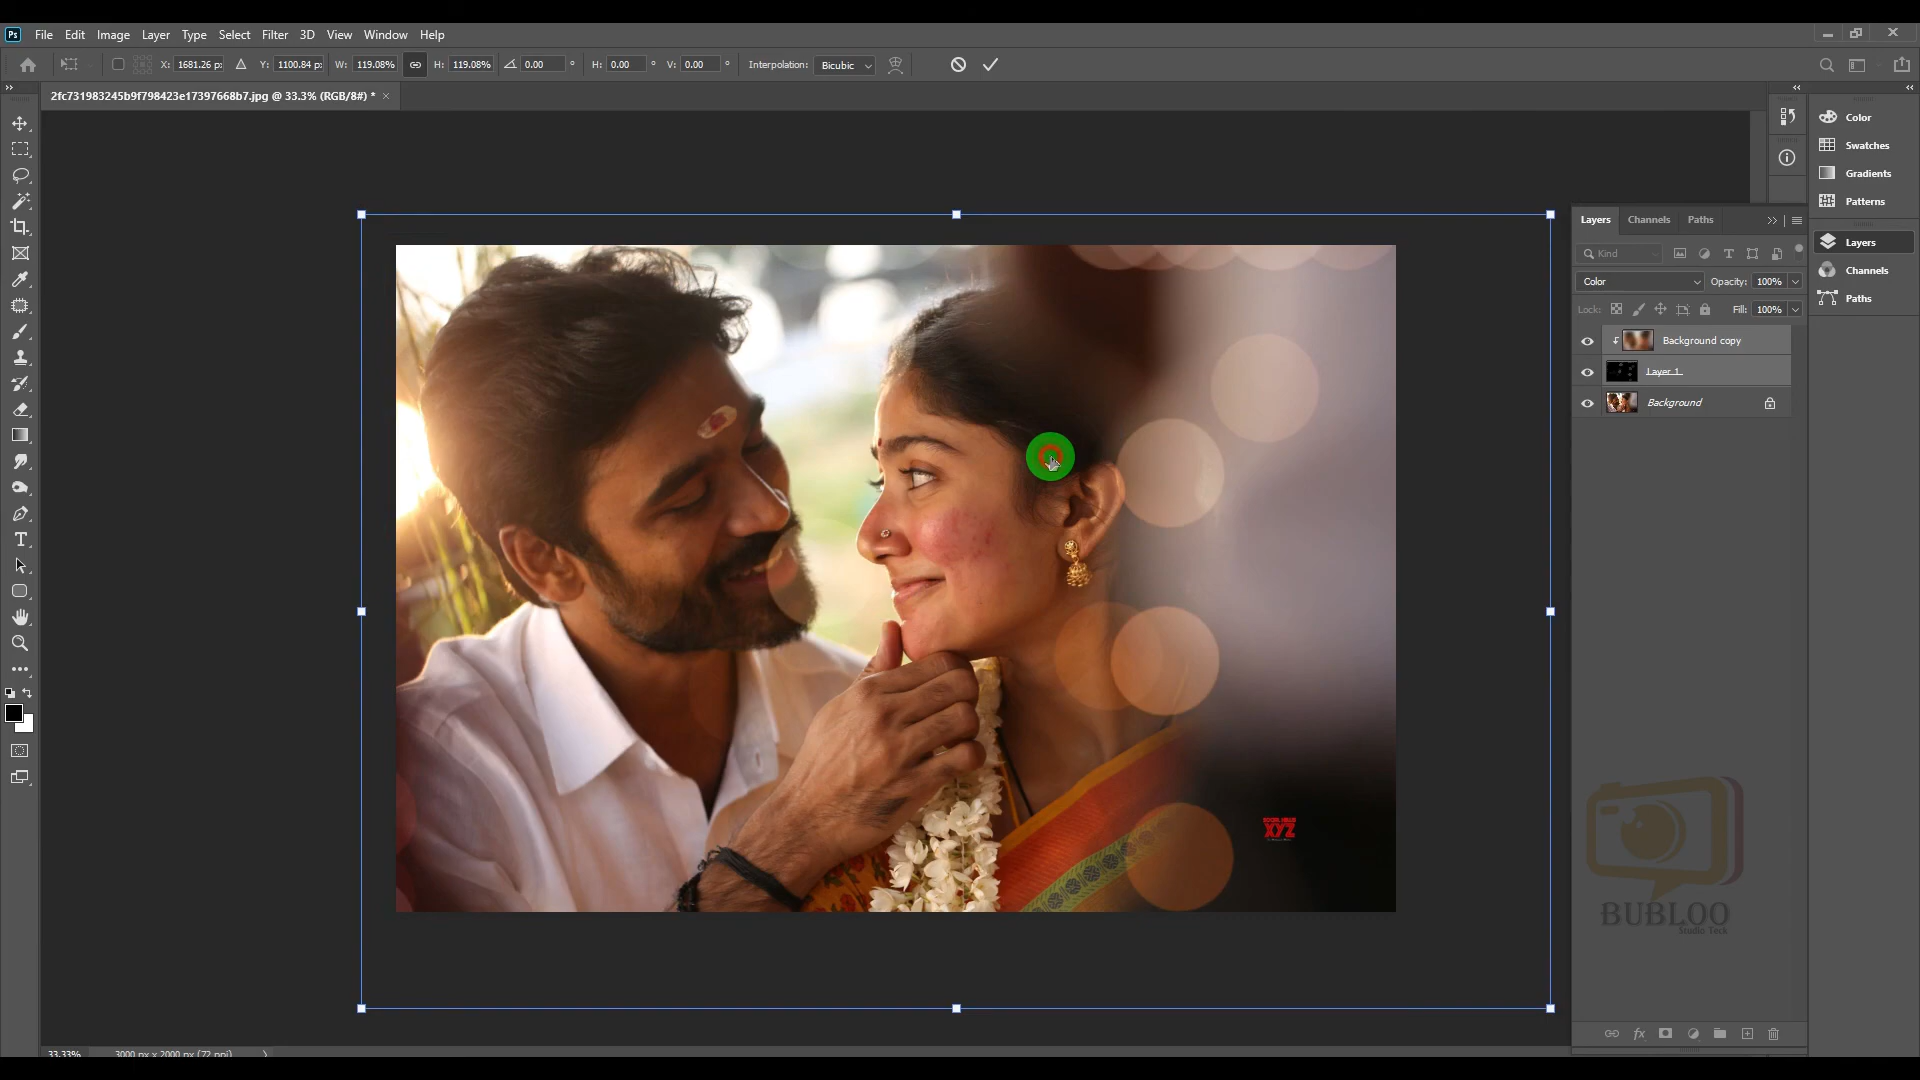 Ps File Edit Image Layer Type Select Filter 3D View Window Help
X: 1681.26 p: Y: 1100.84 p: W: 119.08% H: 119.08% 0.00 ° H: 0.00 ° V: 0.00 ° Interpolation: Bicubic
2fc731983245b9f798423e17397668b7.jpg @ 33.3% (RGB/8#) * ×
Color
Swatches
Gradients
Patterns
Layers
Channels
Paths
Layers Channels Paths
Kind
Color Opacity: 100%
Lock: Fill: 100%
Background copy
Layer 1
Background
XYZ
BUBLOO
Studio Teck
33.33% 3000 px x 2000 px (72 ppi)